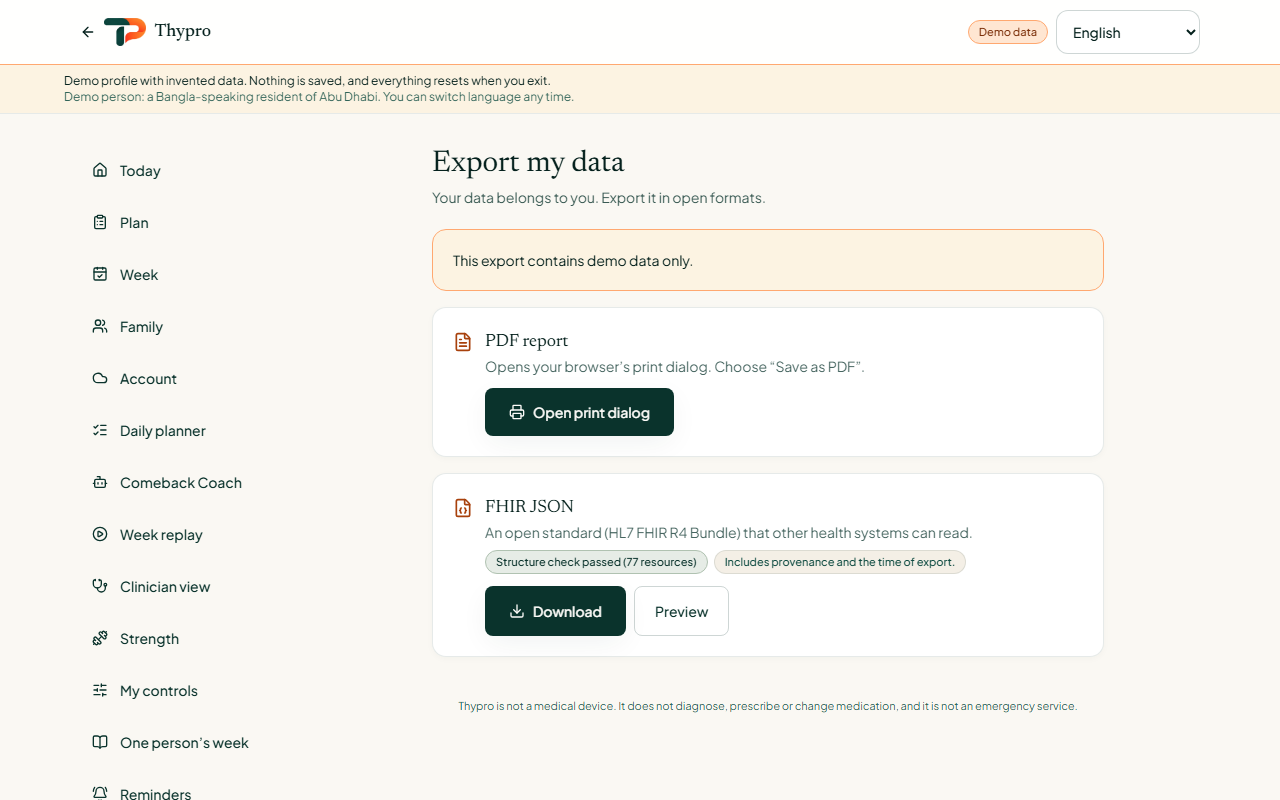 Thypro
Demo data
English
Demo profile with invented data. Nothing is saved, and everything resets when you exit.
Demo person: a Bangla-speaking resident of Abu Dhabi. You can switch language any time.
Today
Plan
Week
Family
Account
Daily planner
Comeback Coach
Week replay
Clinician view
Strength
My controls
One person’s week
Reminders
Export my data
Your data belongs to you. Export it in open formats.
This export contains demo data only.
PDF report
Opens your browser’s print dialog. Choose “Save as PDF”.
Open print dialog
FHIR JSON
An open standard (HL7 FHIR R4 Bundle) that other health systems can read.
Structure check passed (77 resources)
Includes provenance and the time of export.
Download
Preview
Thypro is not a medical device. It does not diagnose, prescribe or change medication, and it is not an emergency service.